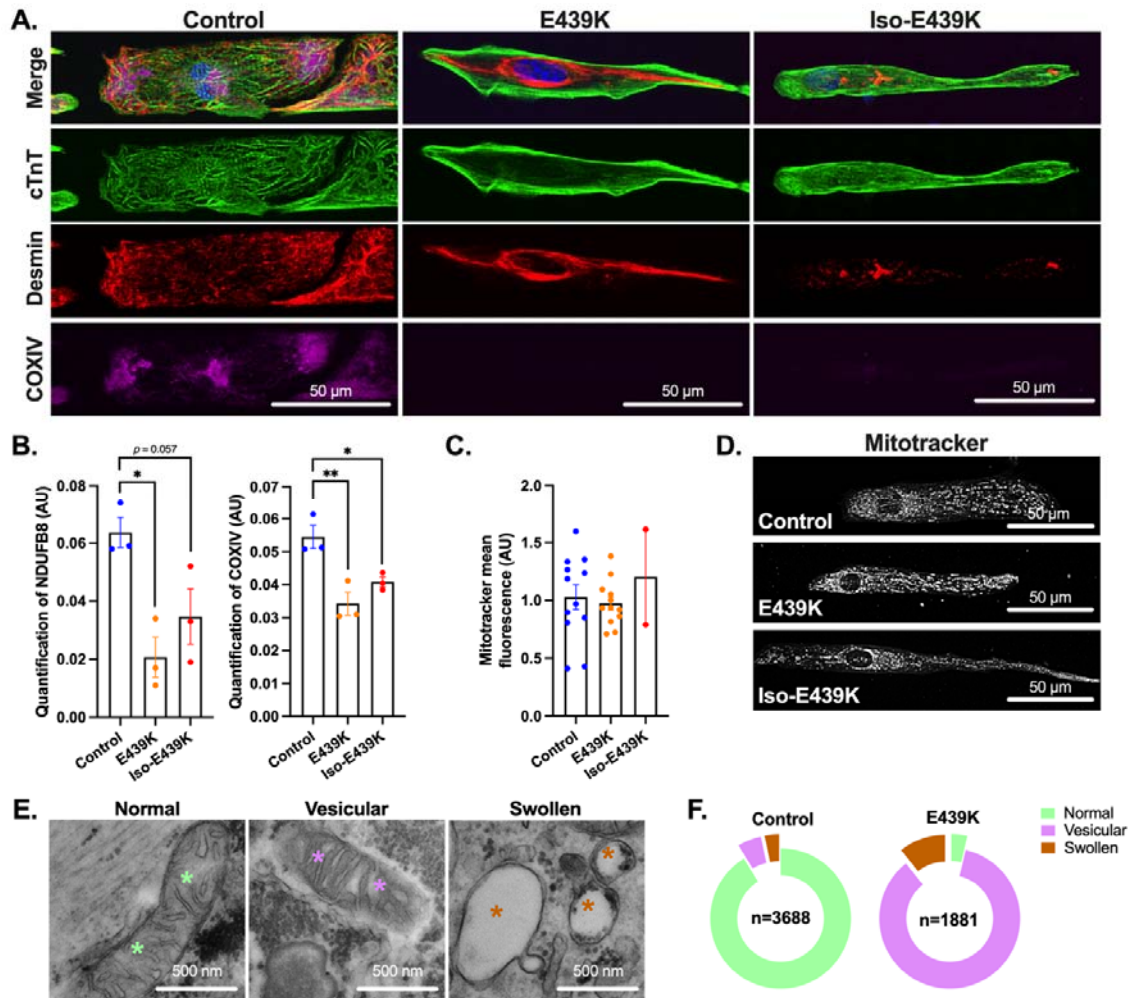 A.
Control
E439K
Iso-E439K
Merge
cTnT
Desmin
COXIV
50 µm
50 µm
50 µm
B.
Quantification of NDUFB8 (AU)
0.08
0.06
0.04
0.02
0.00
p = 0.057
*
Control
E439K
Iso-E439K
Quantification of COXIV (AU)
0.07
0.06
0.05
0.04
0.03
0.02
0.01
0.00
*
**
Control
E439K
Iso-E439K
C.
Mitotracker mean
fluorescence (AU)
2.0
1.5
1.0
0.5
0.0
Control
E439K
Iso-E439K
D.
Mitotracker
Control
50 µm
E439K
50 µm
Iso-E439K
50 µm
E.
Normal
Vesicular
Swollen
* *
* *
* * *
500 nm
500 nm
500 nm
F.
Control
E439K
Normal
Vesicular
Swollen
n=3688
n=1881